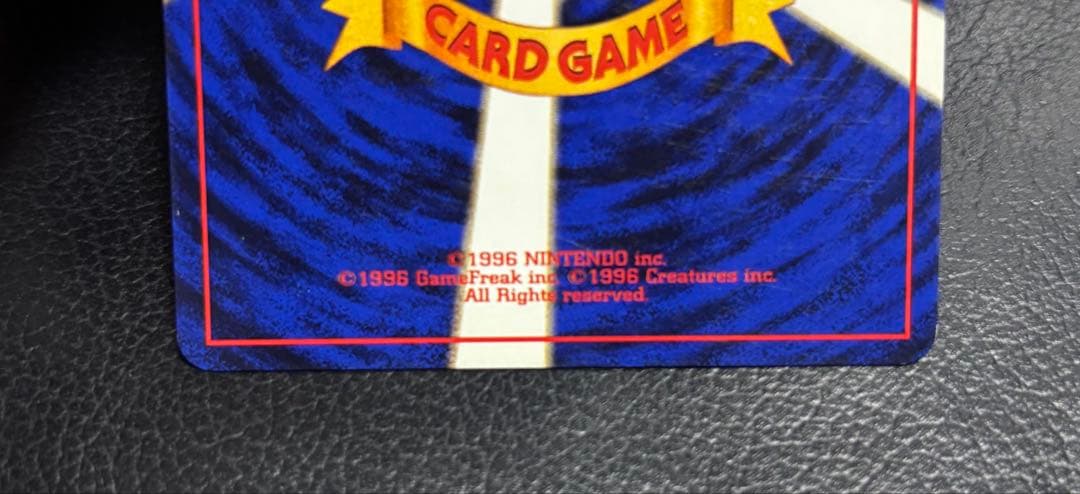 CARD GAME
©1996 NINTENDO inc.
©1996 GameFreak inc. ©1996 Creatures inc.
All Rights reserved.